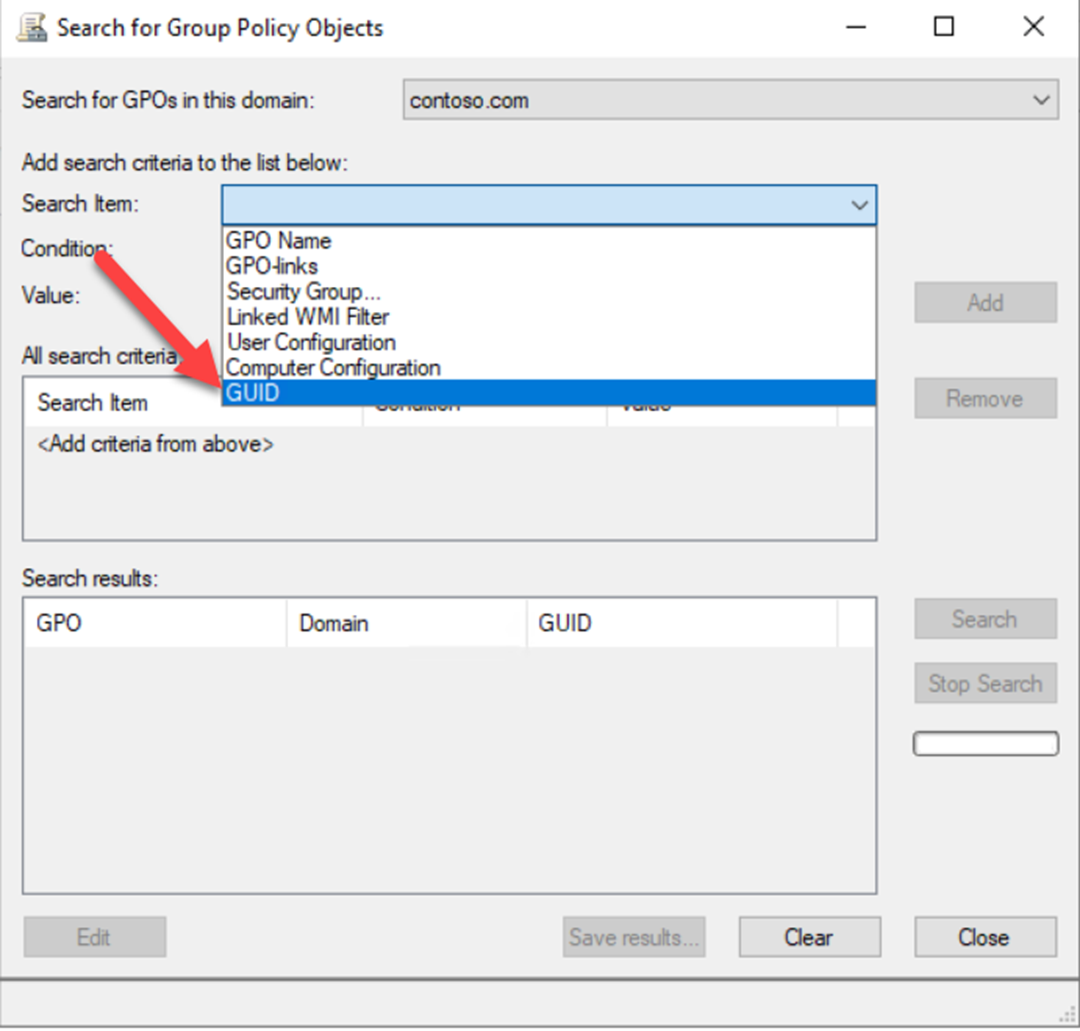 Search for Group Policy Objects
Search for GPOs in this domain:
contoso.com
Add search criteria to the list below:
Search Item:
GPO Name
GPO-links
Security Group...
Linked WMI Filter
User Configuration
Computer Configuration
GUID
Condition:
Value:
Add
All search criteria
Search Item Condition Value
<Add criteria from above>
Remove
Search results:
GPO Domain GUID
Search
Stop Search
Edit Save results... Clear Close